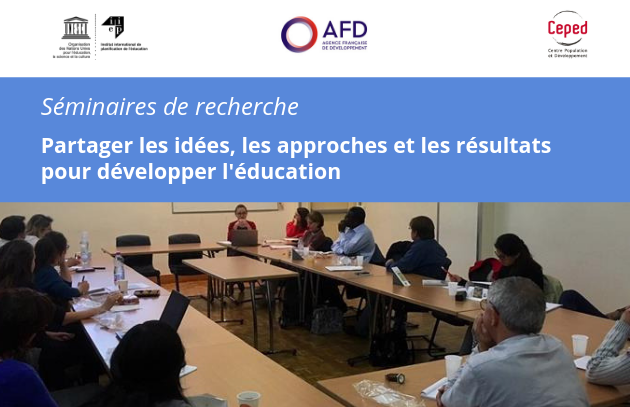 Organisation
des Nations Unies
pour l'éducation
la science et la culture
Institut international de
planification de l'éducation
AFD
AGENCE FRANÇAISE
DE DÉVELOPPEMENT
Ceped
Centre Population
et Développement
Séminaires de recherche
Partager les idées, les approches et les résultats
pour développer l'éducation